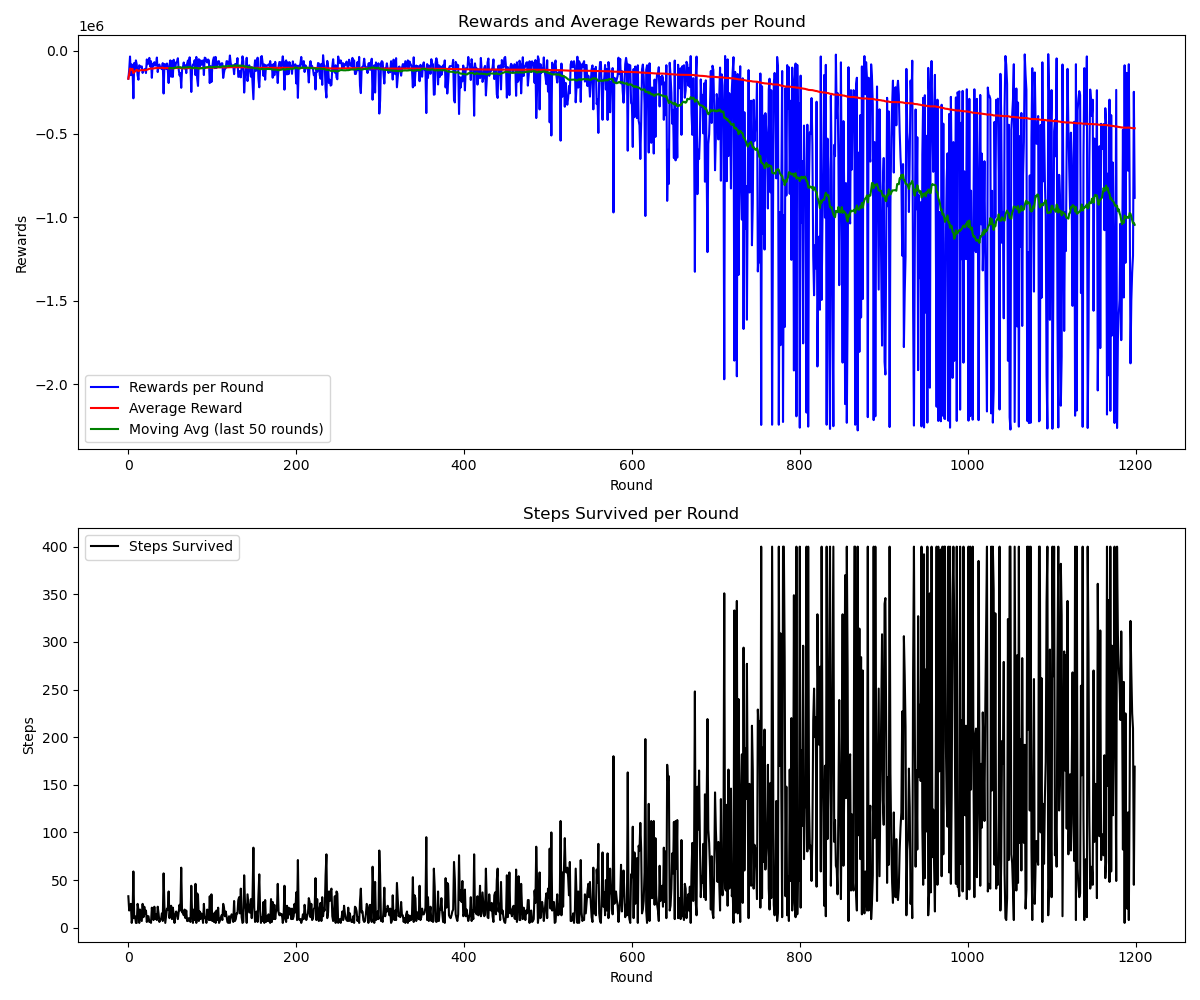 Rewards and Average Rewards per Round
1e6
0.0
−0.5
−1.0
−1.5
−2.0
Rewards
Rewards per Round
Average Reward
Moving Avg (last 50 rounds)
0 200 400 600 800 1000 1200
Round
Steps Survived per Round
400
350
300
250
200
150
100
50
0
Steps
Steps Survived
0 200 400 600 800 1000 1200
Round